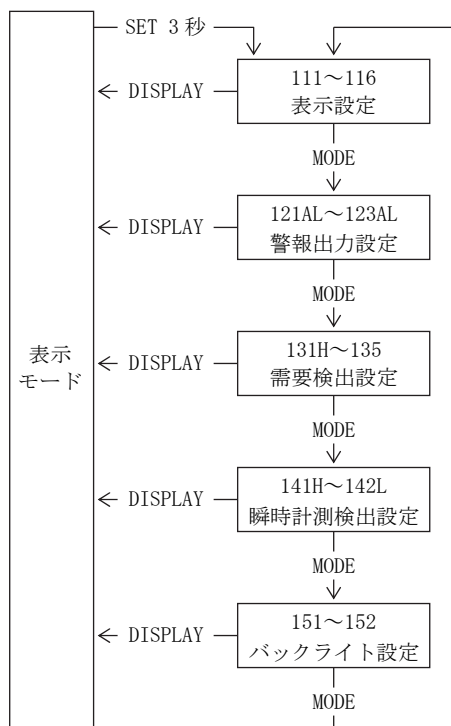 SET 3秒
111～116
表示設定
DISPLAY
MODE
121AL～123AL
警報出力設定
DISPLAY
MODE
131H～135
需要検出設定
DISPLAY
表示
モード
MODE
141H～142L
瞬時計測検出設定
DISPLAY
MODE
151～152
バックライト設定
DISPLAY
MODE